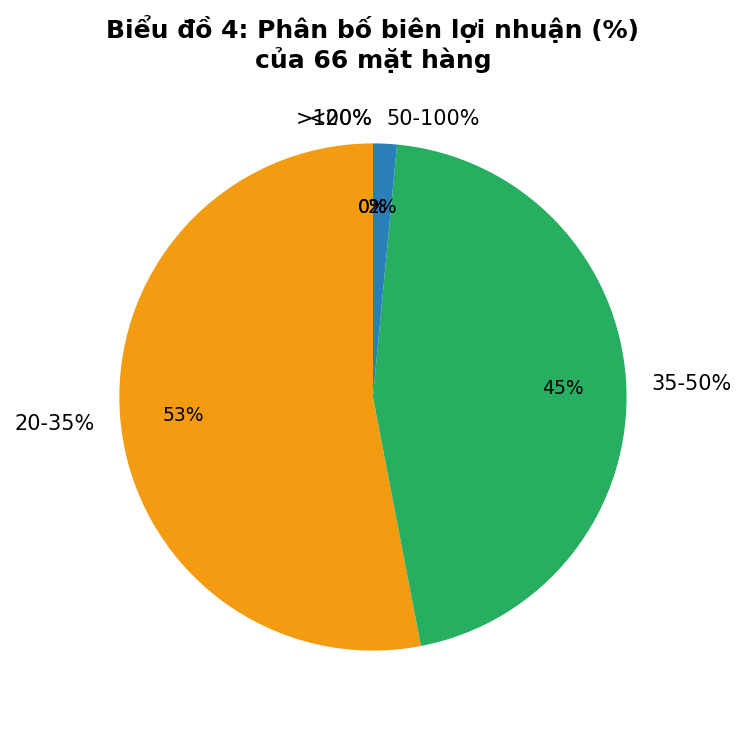 Biểu đồ 4: Phân bố biên lợi nhuận (%)
của 66 mặt hàng
50-100%
35-50%
45%
20-35%
53%